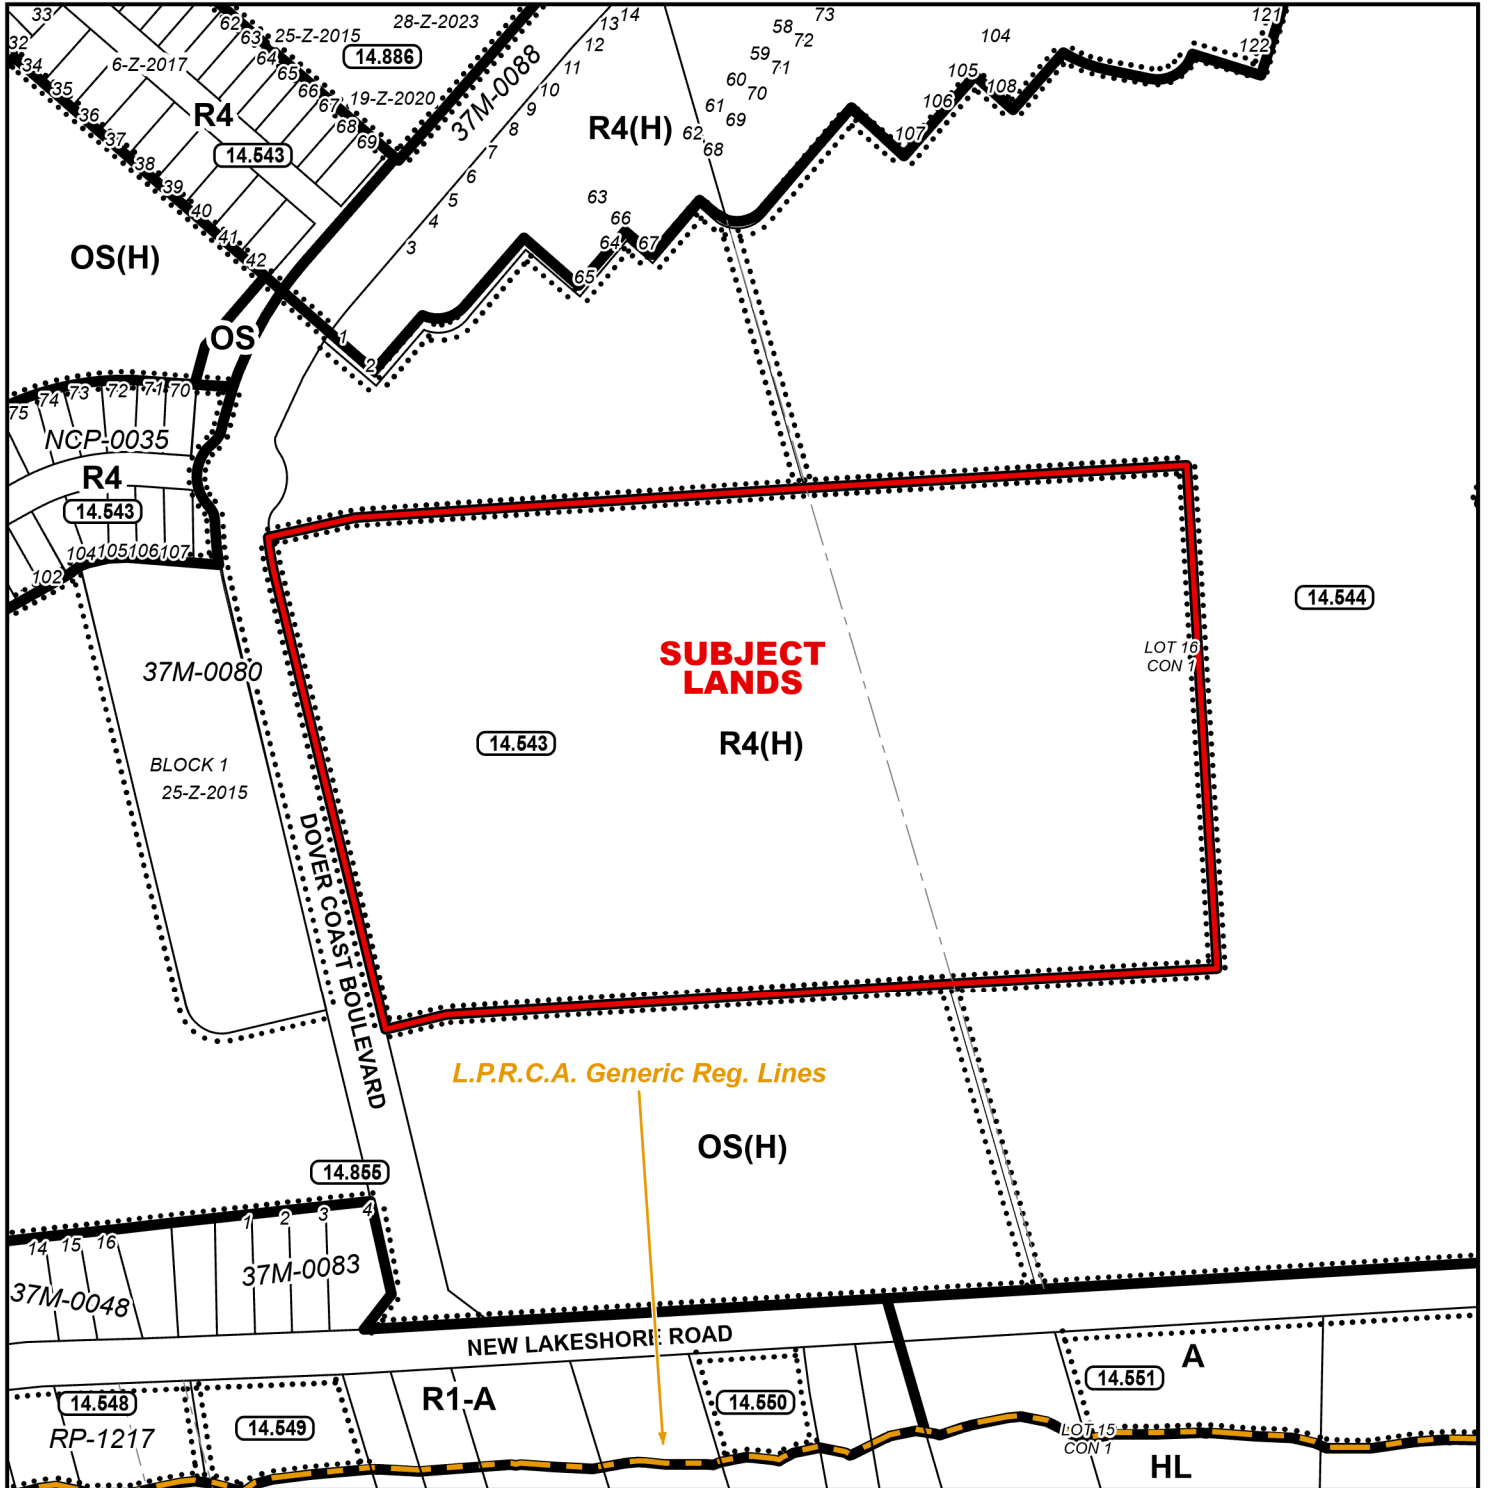 33
62
25-Z-2015
28-Z-2023
13
14
73
121
32
63
14.886
12
58
72
104
122
34
6-Z-2017
64
65
37M-0088
11
59
71
105
108
35
66
19-Z-2020
10
60
70
106
36
R4
67
9
61
69
37
68
69
8
R4(H)
62
68
107
38
14.543
7
39
6
63
40
5
66
41
4
64
67
42
3
65
OS(H)
OS
1
2
75
74
73
72
71
70
NCP-0035
R4
14.543
104
105
106
107
102
14.544
SUBJECT
LANDS
LOT 16
CON 1
37M-0080
14.543
R4(H)
BLOCK 1
25-Z-2015
DOVER COAST BOULEVARD
L.P.R.C.A. Generic Reg. Lines
OS(H)
14.855
14
15
16
1
2
3
4
37M-0048
37M-0083
NEW LAKESHORE ROAD
A
14.548
14.549
R1-A
14.550
14.551
RP-1217
LOT 15
CON 1
HL